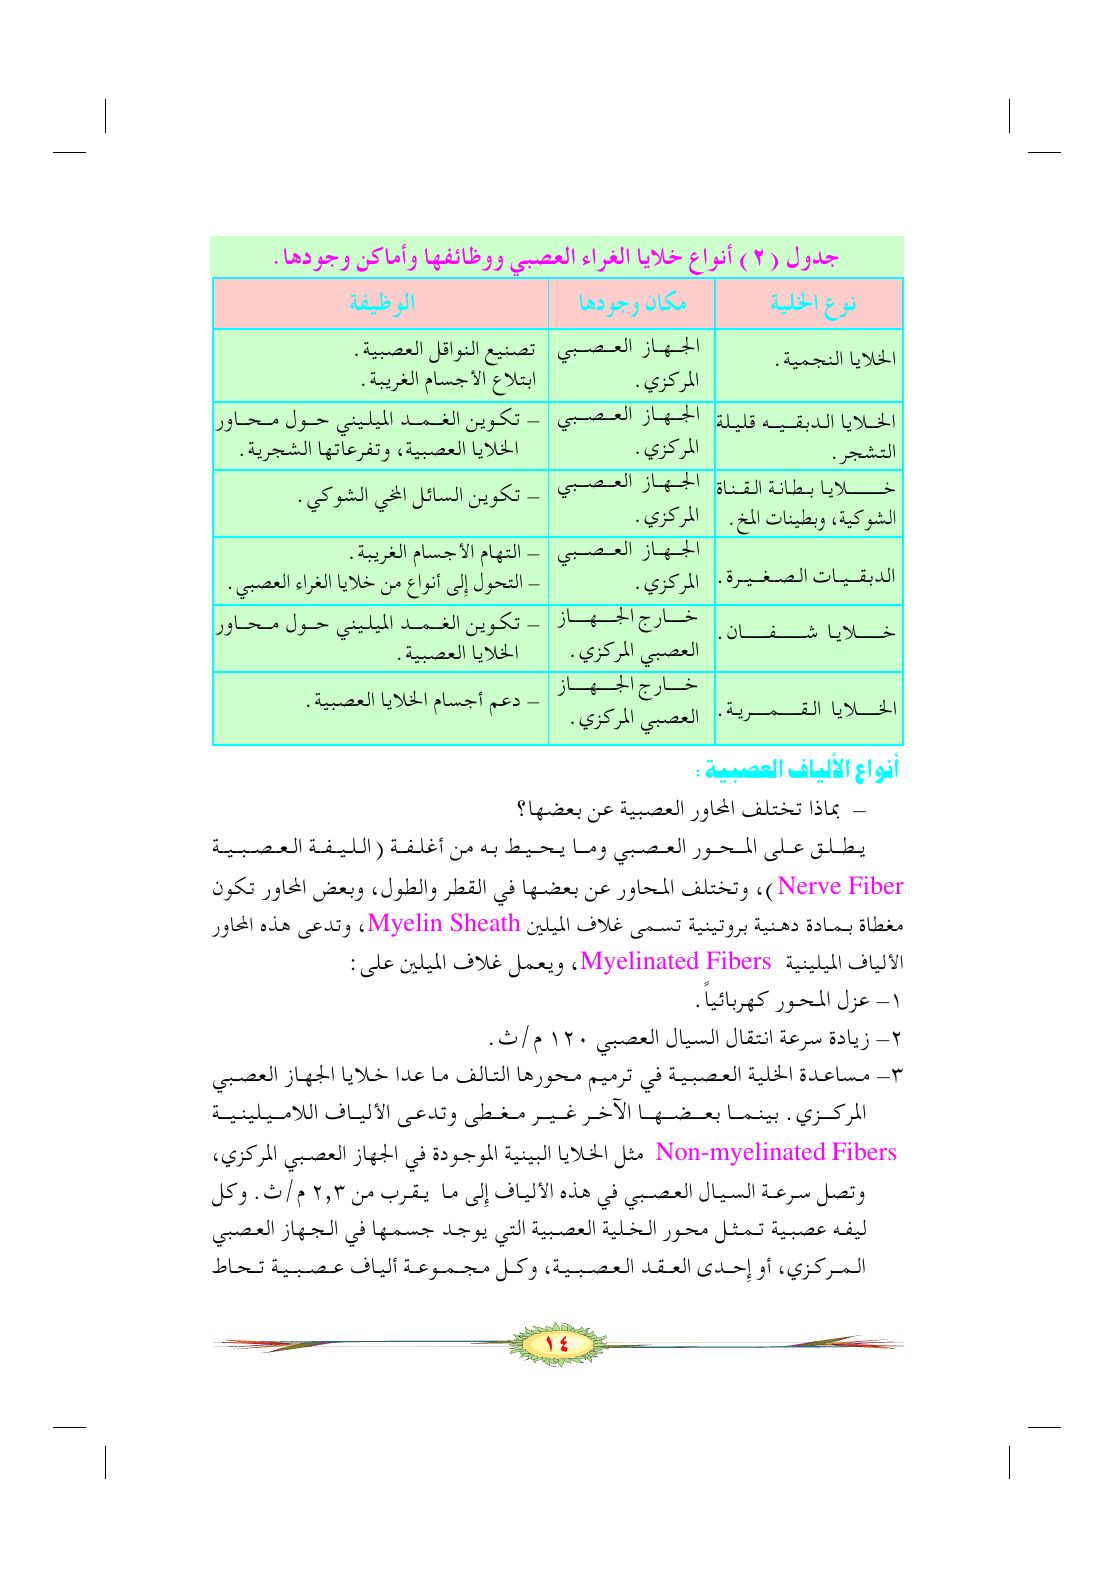 جدول ( ٢ ) أنواع خلايا الغراء العصبي ووظائفها وأماكن وجودها .
نوع الخلية مكان وجودها الوظيفة
الخلايا النجمية . الجهاز العصبي المركزي . تصنيع النواقل العصبية .
ابتلاع الأجسام الغريبة .
الخلايا الدبقيه قليلة التشجر . الجهاز العصبي المركزي . – تكوين الغمد الميليني حول محاور
الخلايا العصبية، وتفرعاتها الشجرية .
خلايا بطانة القناة الشوكية، وبطينات المخ . الجهاز العصبي المركزي . – تكوين السائل المخي الشوكي .
الدبقيات الصغيرة . الجهاز العصبي المركزي . – التهام الأجسام الغريبة .
– التحول إلى أنواع من خلايا الغراء العصبي .
خلايا شفان . خارج الجهاز العصبي المركزي . – تكوين الغمد الميليني حول محاور
الخلايا العصبية .
الخلايا القمرية . خارج الجهاز العصبي المركزي . – دعم أجسام الخلايا العصبية .
أنواع الألياف العصبية :
– بماذا تختلف المحاور العصبية عن بعضها؟
يطلق على المحور العصبي وما يحيط به من أغلفة ( الليفة العصبية
Nerve Fiber )، وتختلف المحاور عن بعضها في القطر والطول، وبعض المحاور تكون
مغطاة بمادة دهنية بروتينية تسمى غلاف الميلين Myelin Sheath، وتدعى هذه المحاور
الألياف الميلينية Myelinated Fibers، ويعمل غلاف الميلين على :
١– عزل المحور كهربائياً .
٢– زيادة سرعة انتقال السيال العصبي ١٢٠ م/ث .
٣– مساعدة الخلية العصبية في ترميم محورها التالف ما عدا خلايا الجهاز العصبي
المركزي . بينما بعضها الآخر غير مغطى وتدعى الألياف اللاميلينية
Non-myelinated Fibers مثل الخلايا البينية الموجودة في الجهاز العصبي المركزي،
وتصل سرعة السيال العصبي في هذه الألياف إلى ما يقرب من ٢,٣ م/ث . وكل
ليفه عصبية تمثل محور الخلية العصبية التي يوجد جسمها في الجهاز العصبي
المركزي، أو إحدى العقد العصبية، وكل مجموعة ألياف عصبية تحاط
١٤